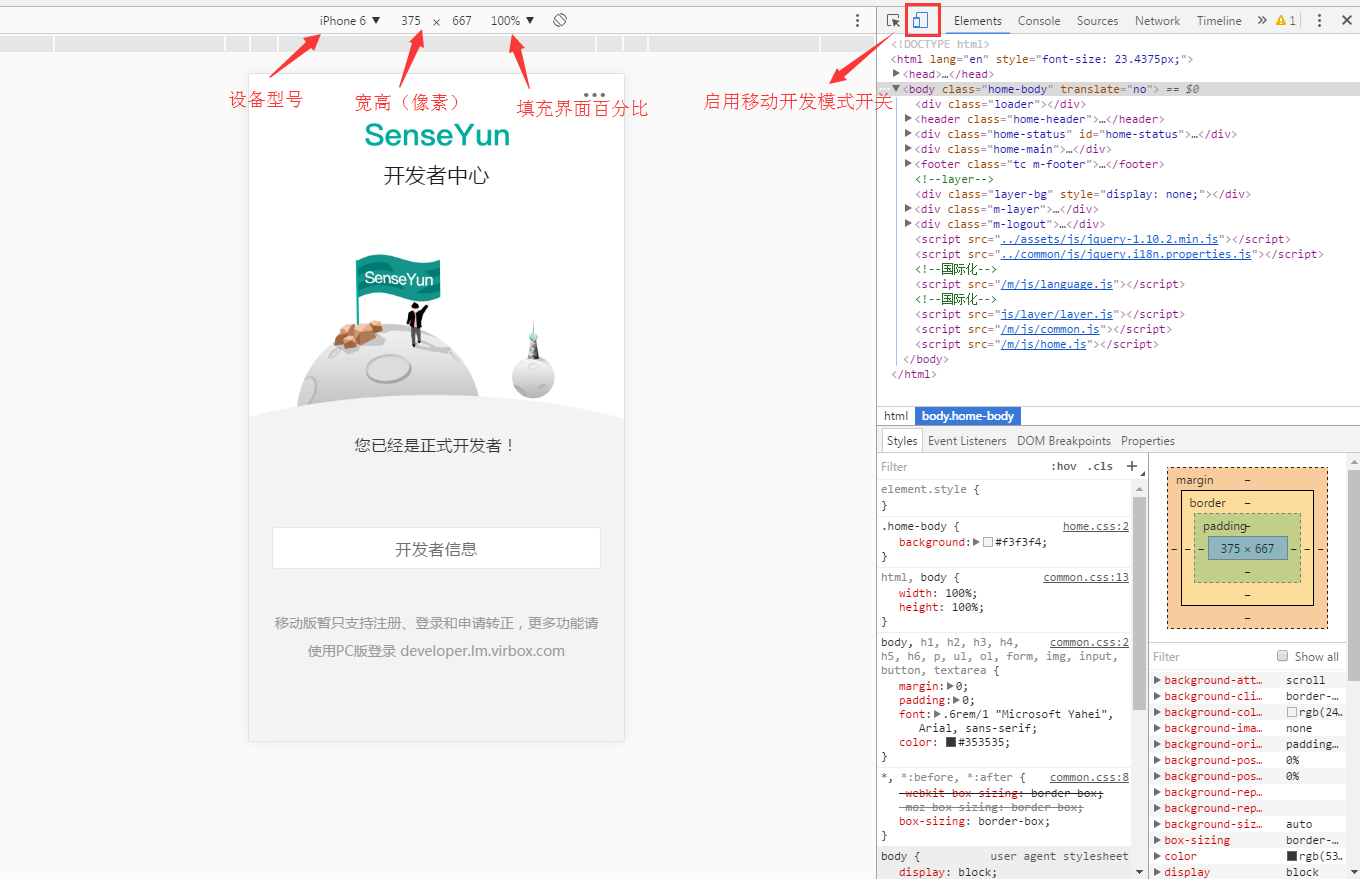 iPhone 6 ▼ 375 × 667 100% ▼
设备型号
宽高（像素）
填充界面百分比
启用移动开发模式开关
SenseYun
开发者中心
SenseYun
您已经是正式开发者！
开发者信息
移动版暂只支持注册、登录和申请转正，更多功能请
使用PC版登录 developer.lm.virbox.com
Elements Console Sources Network Timeline » 1
<!DOCTYPE html>
<html lang="en" style="font-size: 23.4375px;">
▶<head>…</head>
…▼<body class="home-body" translate="no"> == $0
<div class="loader"></div>
▶<header class="home-header">…</header>
▶<div class="home-status" id="home-status">…</div>
▶<div class="home-main">…</div>
▶<footer class="tc m-footer">…</footer>
<!--layer-->
<div class="layer-bg" style="display: none;"></div>
▶<div class="m-layer">…</div>
▶<div class="m-logout">…</div>
<script src="../assets/js/jquery-1.10.2.min.js"></script>
<script src="../common/js/jquery.i18n.properties.js"></script>
<!--国际化-->
<script src="/m/js/language.js"></script>
<!--国际化-->
<script src="js/layer/layer.js"></script>
<script src="/m/js/common.js"></script>
<script src="/m/js/home.js"></script>
</body>
</html>
html body.home-body
Styles Event Listeners DOM Breakpoints Properties
Filter :hov .cls +
element.style {
}
.home-body { home.css:2
background:▶#f3f3f4;
}
html, body { common.css:13
width: 100%;
height: 100%;
}
body, h1, h2, h3, h4, common.css:2
h5, h6, p, ul, ol, form, img, input,
button, textarea {
margin:▶0;
padding:▶0;
font:▶.6rem/1 "Microsoft Yahei",
Arial, sans-serif;
color: #353535;
}
*, *:before, *:after { common.css:8
-webkit-box-sizing: border-box;
-moz-box-sizing: border-box;
box-sizing: border-box;
}
body { user agent stylesheet
display: block;
margin –
border –
padding–
– – – 375 × 667 – – –
–
–
–
Filter Show all
▶background-att… scroll
▶background-cli… border-…
▶background-col… rgb(24…
▶background-ima… none
▶background-ori… padding…
▶background-pos… 0%
▶background-pos… 0%
▶background-rep…
▶background-rep…
▶background-siz… auto
▶box-sizing border-…
▶color rgb(53…
▶display block